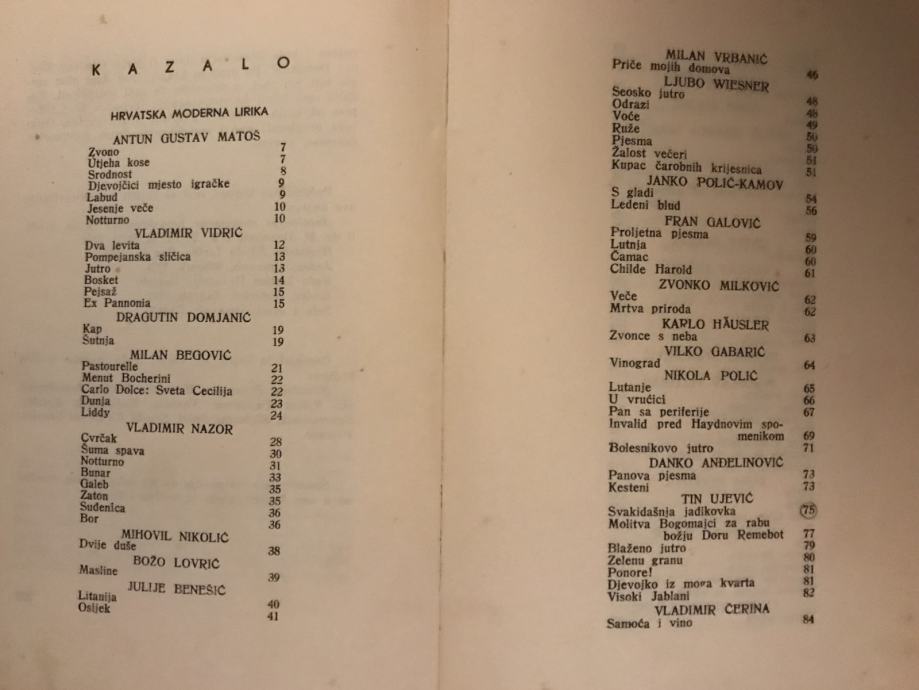 KAZALO
HRVATSKA MODERNA LIRIKA
ANTUN GUSTAV MATOŠ
Zvono 7
Utjeha kose 7
Srodnost 8
Djevojčici mjesto igračke 9
Labud 9
Jesenje veče 10
Notturno 10
VLADIMIR VIDRIĆ
Dva levita 12
Pompejanska sličica 13
Jutro 13
Bosket 14
Pejsaž 15
Ex Pannonia 15
DRAGUTIN DOMJANIĆ
Kap 19
Šutnja 19
MILAN BEGOVIĆ
Pastourelle 21
Menut Bocherini 22
Carlo Dolce: Sveta Cecilija 22
Dunja 23
Liddy 24
VLADIMIR NAZOR
Cvrčak 28
Šuma spava 30
Notturno 31
Bunar 33
Galeb 35
Zaton 35
Suđenica 36
Bor 36
MIHOVIL NIKOLIĆ
Dvije duše 38
BOŽO LOVRIĆ
Masline 39
JULIJE BENEŠIĆ
Litanija 40
Osijek 41
MILAN VRBANIĆ
Priče mojih domova 46
LJUBO WIESNER
Seosko jutro 48
Odrazi 48
Voće 49
Ruže 50
Pjesma 50
Žalost večeri 51
Kupac čarobnih krijesnica 51
JANKO POLIĆ-KAMOV
S gladi 54
Ledeni blud 56
FRAN GALOVIĆ
Proljetna pjesma 59
Lutnja 60
Čamac 60
Childe Harold 61
ZVONKO MILKOVIĆ
Veče 62
Mrtva priroda 62
KARLO HÄUSLER
Zvonce s neba 63
VILKO GABARIĆ
Vinograd 64
NIKOLA POLIĆ
Lutanje 65
U vrućici 66
Pan sa periferije 67
Invalid pred Haydnovim spo-
menikom 69
Bolesnikovo jutro 71
DANKO ANĐELINOVIĆ
Panova pjesma 73
Kesteni 73
TIN UJEVIĆ
Svakidašnja jadikovka 75
Molitva Bogomajci za rabu
božju Doru Remebot 77
Blaženo jutro 79
Zelenu granu 80
Ponore! 81
Djevojko iz moga kvarta 81
Visoki Jablani 82
VLADIMIR ČERINA
Samoća i vino 84